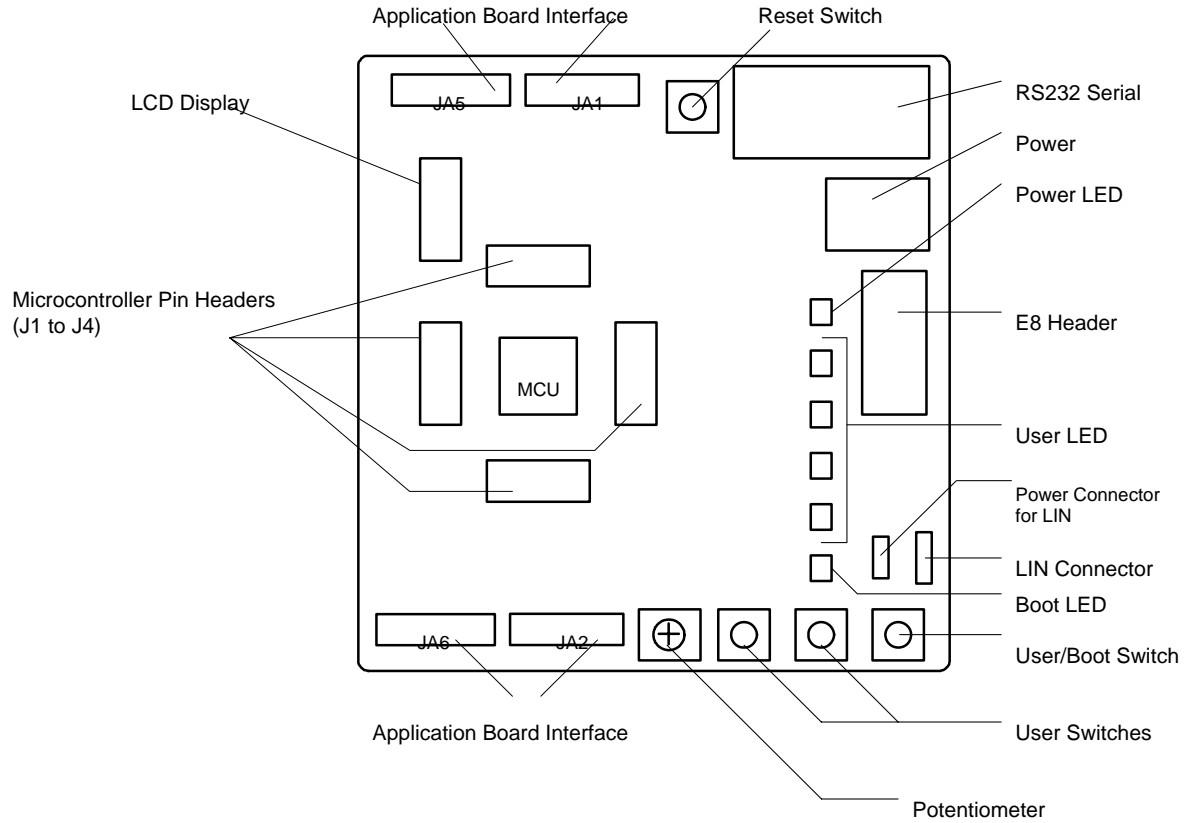 Application Board Interface
Reset Switch
JA5
JA1
LCD Display
RS232 Serial
Power
Power LED
Microcontroller Pin Headers
(J1 to J4)
E8 Header
MCU
User LED
Power Connector
for LIN
LIN Connector
Boot LED
JA6
JA2
User/Boot Switch
Application Board Interface
User Switches
Potentiometer